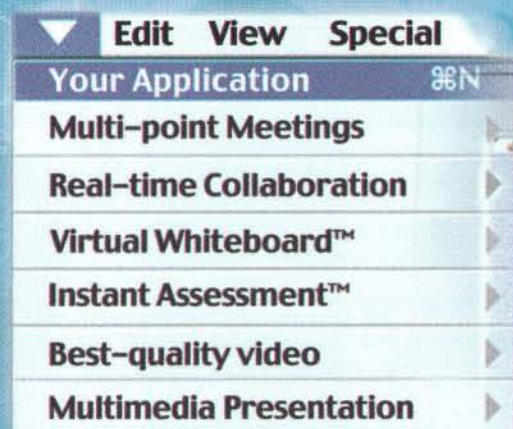 Edit View Special
Your Application ⌘N
Multi-point Meetings
Real-time Collaboration
Virtual Whiteboard™
Instant Assessment™
Best-quality video
Multimedia Presentation